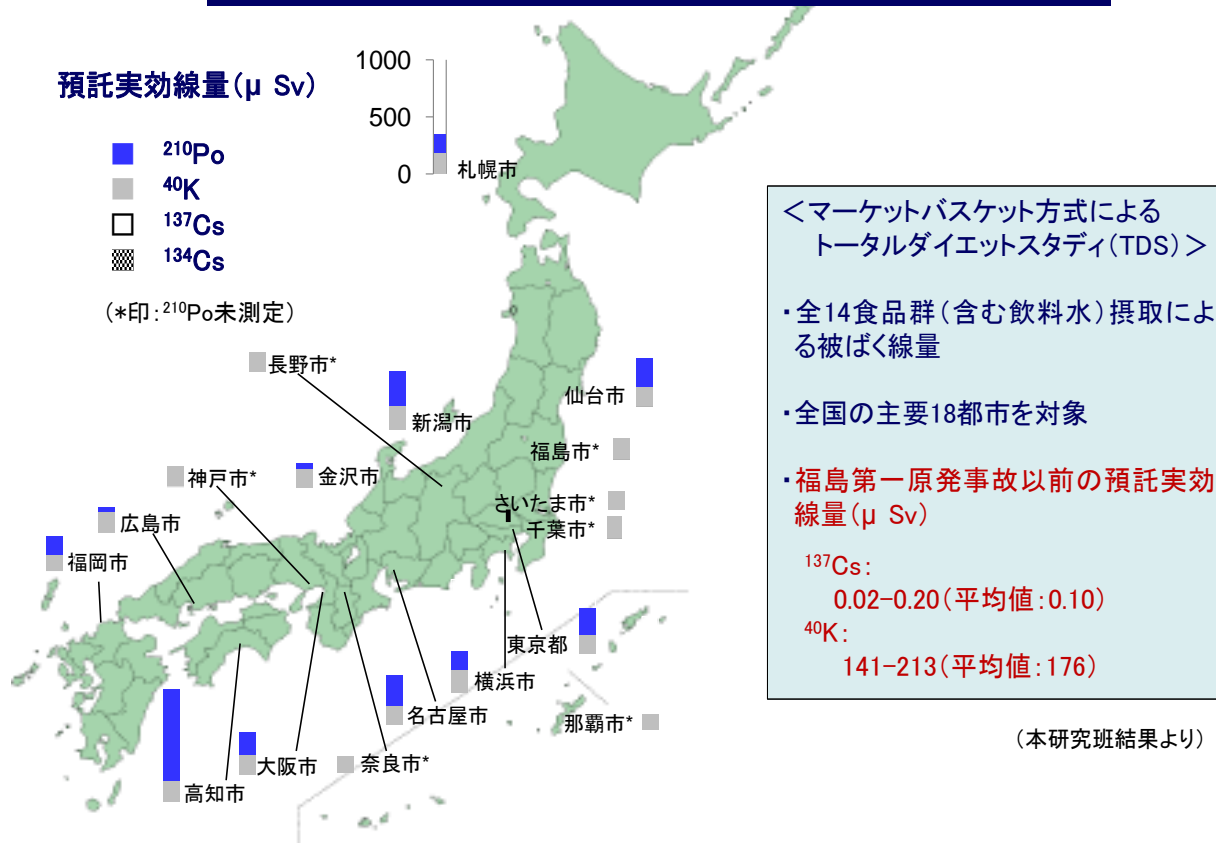 預託実効線量(μ Sv)
210Po
40K
137Cs
134Cs
(*印:210Po未測定)
1000
500
0
札幌市
長野市*
新潟市
仙台市
福島市*
神戸市*
金沢市
さいたま市*
千葉市*
広島市
福岡市
東京都
横浜市
名古屋市
那覇市*
大阪市
奈良市*
高知市
<マーケットバスケット方式による
トータルダイエットスタディ(TDS)>
・全14食品群(含む飲料水)摂取によ
る被ばく線量
・全国の主要18都市を対象
・福島第一原発事故以前の預託実効
線量(μ Sv)
137Cs:
0.02-0.20(平均値:0.10)
40K:
141-213(平均値:176)
(本研究班結果より)